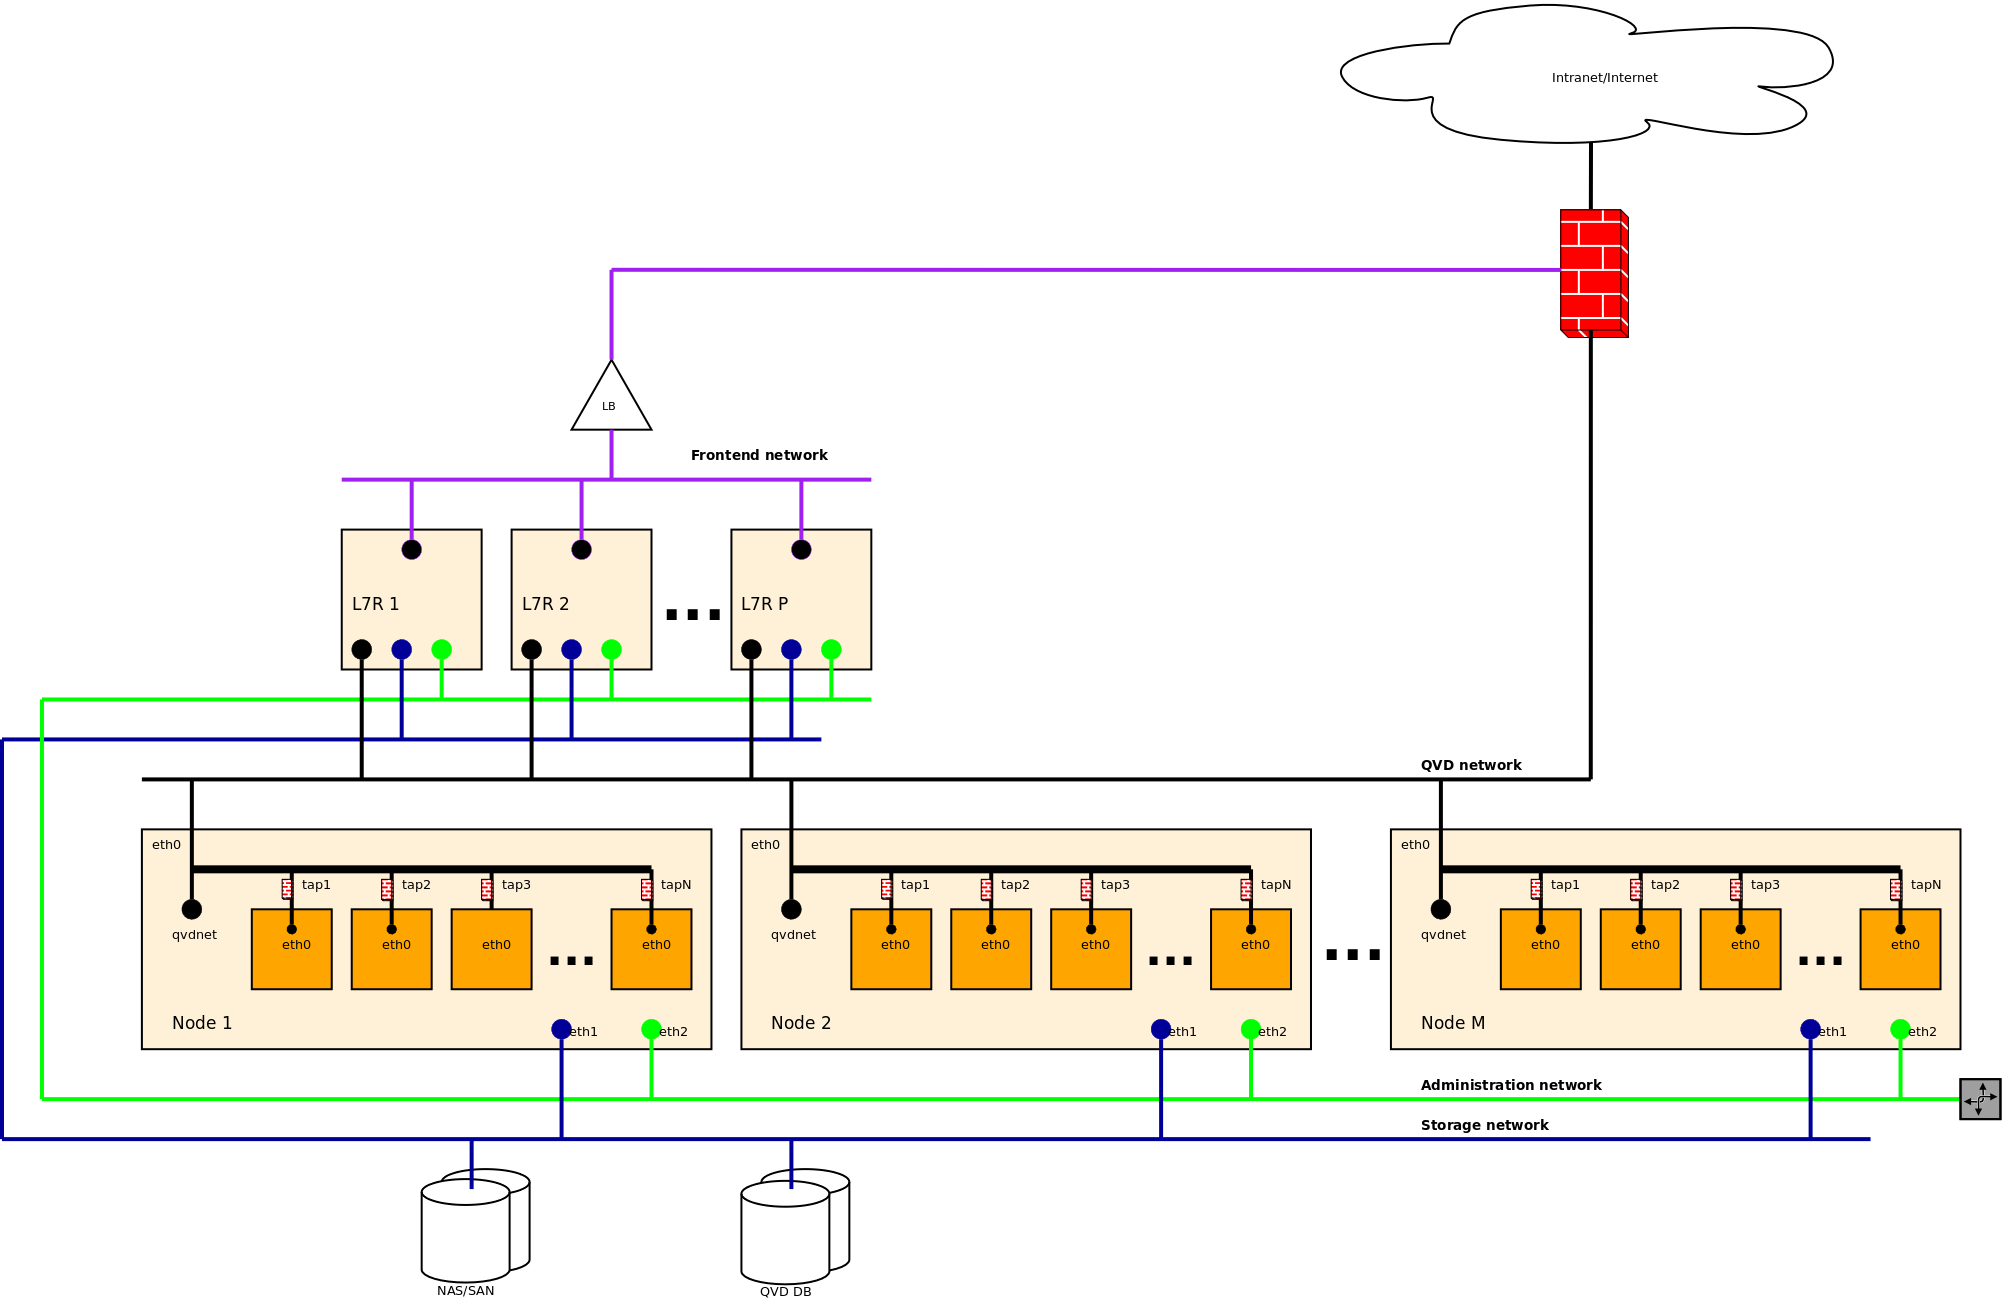 Intranet/Internet
LB
Frontend network
L7R 1
L7R 2
...
L7R P
QVD network
eth0
tap1
tap2
tap3
tapN
qvdnet
eth0
eth0
eth0
...
eth0
Node 1
eth1
eth2
eth0
tap1
tap2
tap3
tapN
qvdnet
eth0
eth0
eth0
...
eth0
Node 2
eth1
eth2
...
eth0
tap1
tap2
tap3
tapN
qvdnet
eth0
eth0
eth0
...
eth0
Node M
eth1
eth2
Administration network
Storage network
NAS/SAN
QVD DB